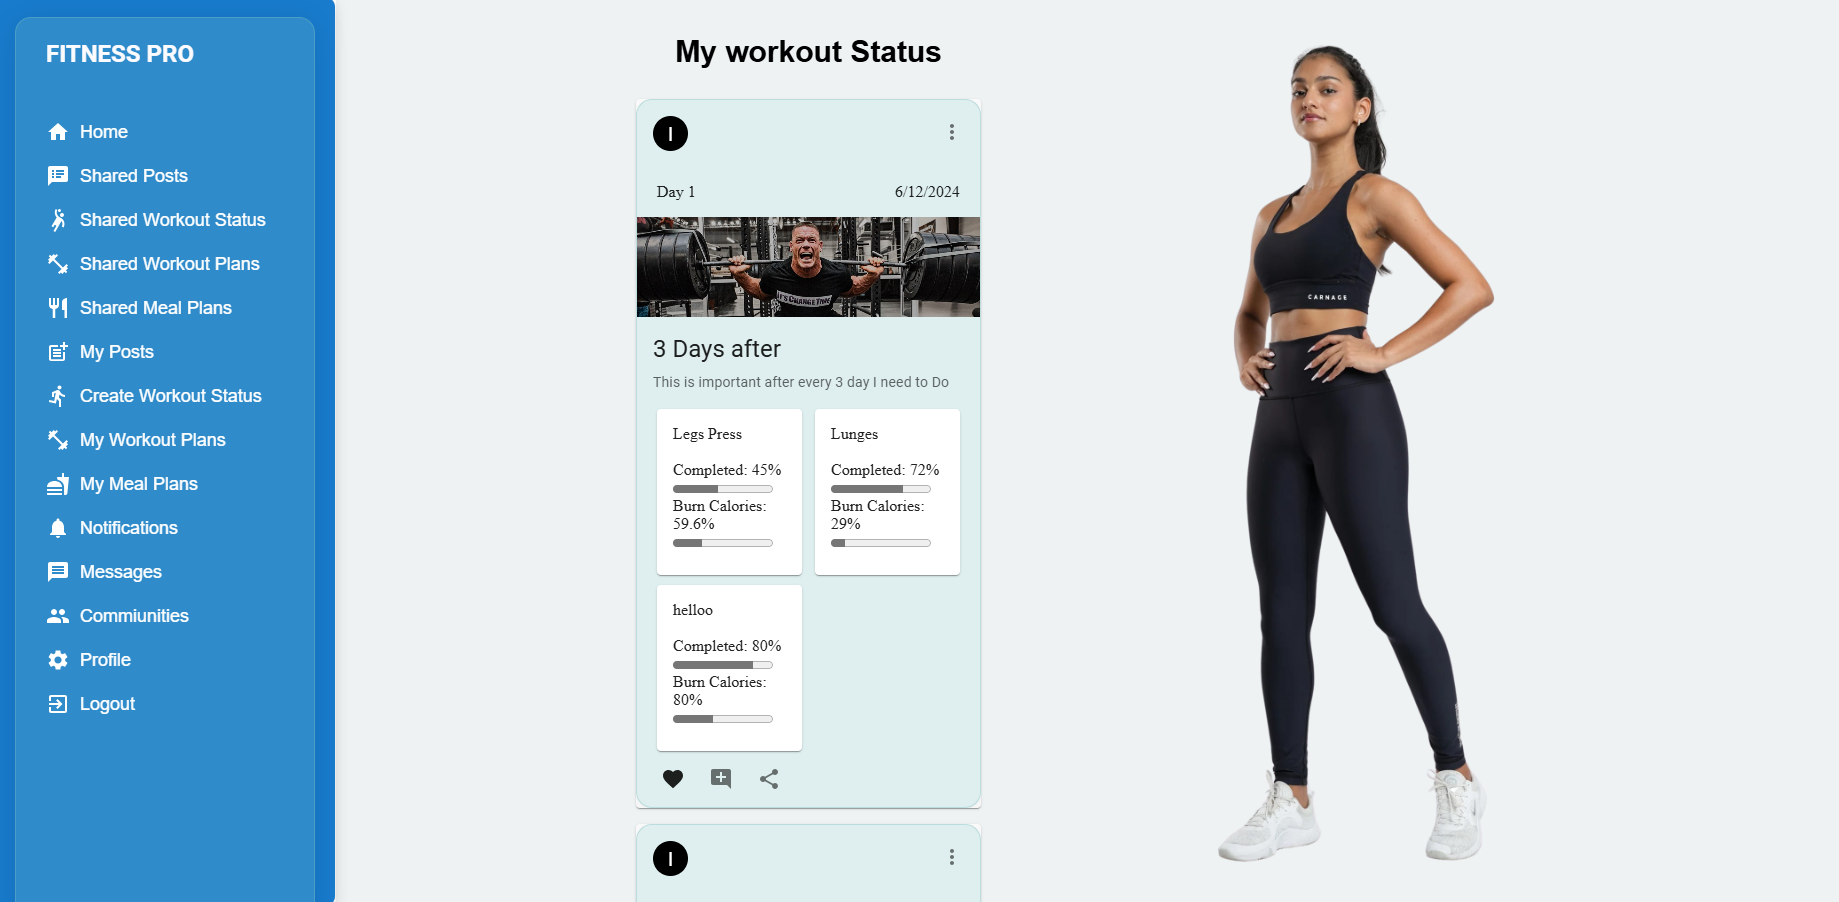 FITNESS PRO
Home
Shared Posts
Shared Workout Status
Shared Workout Plans
Shared Meal Plans
My Posts
Create Workout Status
My Workout Plans
My Meal Plans
Notifications
Messages
Commiunities
Profile
Logout
My workout Status
I
Day 1
6/12/2024
IT'S CHANGE TIME
3 Days after
This is important after every 3 day I need to Do
Legs Press
Completed: 45%
Burn Calories:
59.6%
Lunges
Completed: 72%
Burn Calories:
29%
helloo
Completed: 80%
Burn Calories:
80%
I
CARNAGE